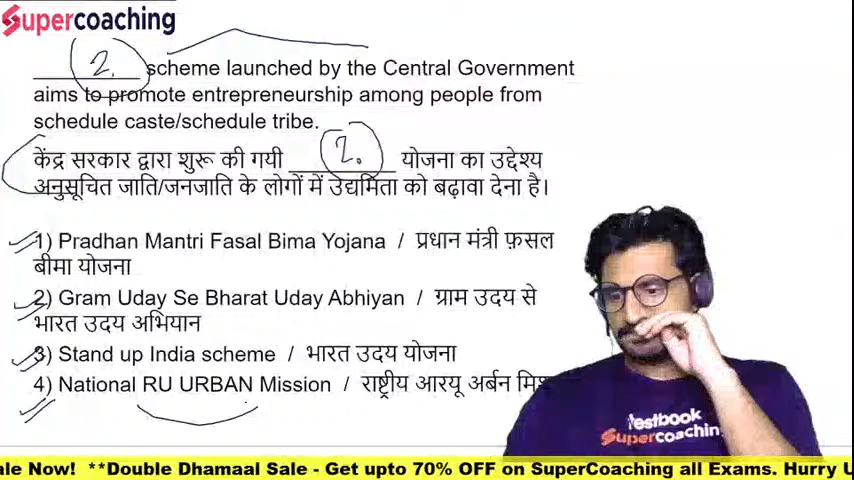 Supercoaching
2.
________ scheme launched by the Central Government
aims to promote entrepreneurship among people from
schedule caste/schedule tribe.
2.
केंद्र सरकार द्वारा शुरू की गयी ________ योजना का उद्देश्य
अनुसूचित जाति/जनजाति के लोगों में उद्यमिता को बढ़ावा देना है।
1) Pradhan Mantri Fasal Bima Yojana / प्रधान मंत्री फ़सल
बीमा योजना
2) Gram Uday Se Bharat Uday Abhiyan / ग्राम उदय से
भारत उदय अभियान
3) Stand up India scheme / भारत उदय योजना
4) National RU URBAN Mission / राष्ट्रीय आरयू अर्बन
testbook
Supercoaching
Sale Now! **Double Dhamaal Sale - Get upto 70% OFF on SuperCoaching all Exams. Hurry